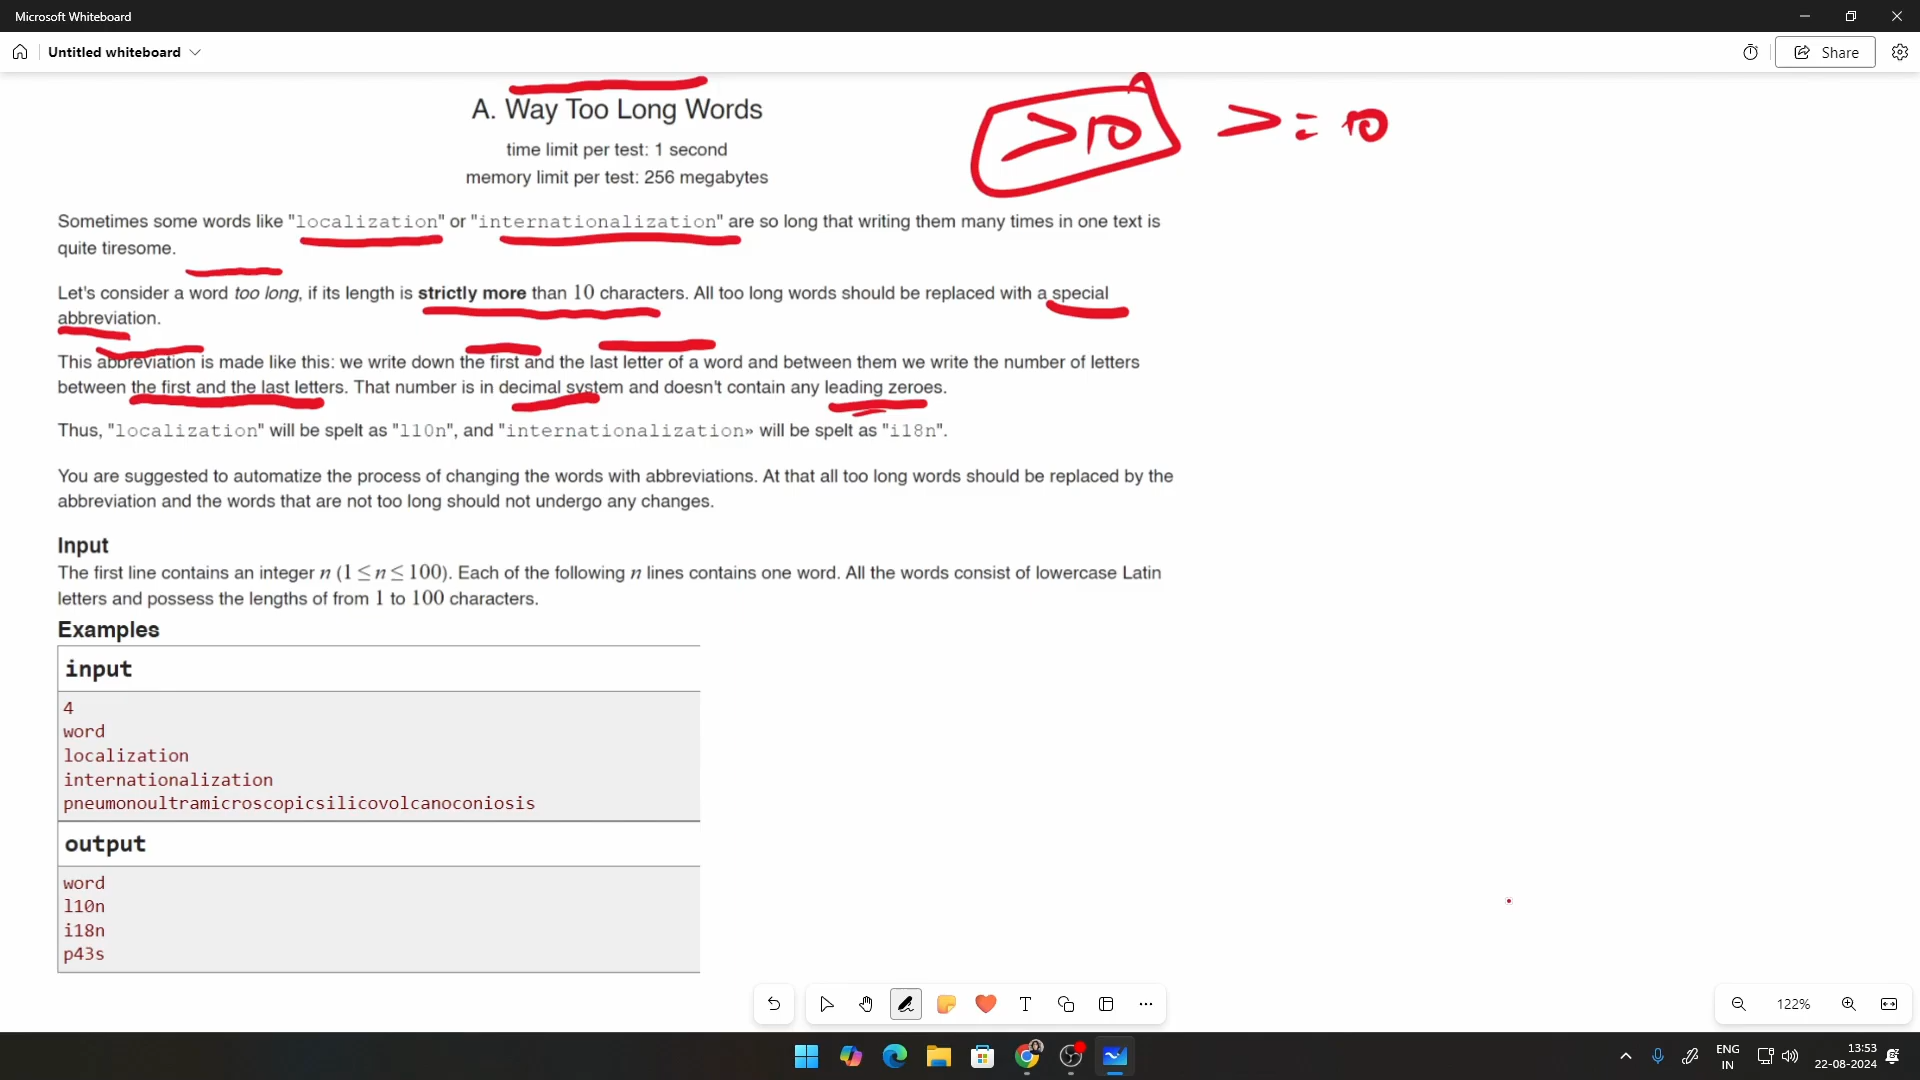 Microsoft Whiteboard
Untitled whiteboard
Share
A. Way Too Long Words
>10 >= 10
time limit per test: 1 second
memory limit per test: 256 megabytes
Sometimes some words like "localization" or "internationalization" are so long that writing them many times in one text is
quite tiresome.
Let's consider a word too long, if its length is strictly more than 10 characters. All too long words should be replaced with a special
abbreviation.
This abbreviation is made like this: we write down the first and the last letter of a word and between them we write the number of letters
between the first and the last letters. That number is in decimal system and doesn't contain any leading zeroes.
Thus, "localization" will be spelt as "l10n", and "internationalization» will be spelt as "i18n".
You are suggested to automatize the process of changing the words with abbreviations. At that all too long words should be replaced by the
abbreviation and the words that are not too long should not undergo any changes.
Input
The first line contains an integer n (1 ≤ n ≤ 100). Each of the following n lines contains one word. All the words consist of lowercase Latin
letters and possess the lengths of from 1 to 100 characters.
Examples
input
4
word
localization
internationalization
pneumonoultramicroscopicsilicovolcanoconiosis
output
word
l10n
i18n
p43s
T
122%
ENG
IN
13:53
22-08-2024